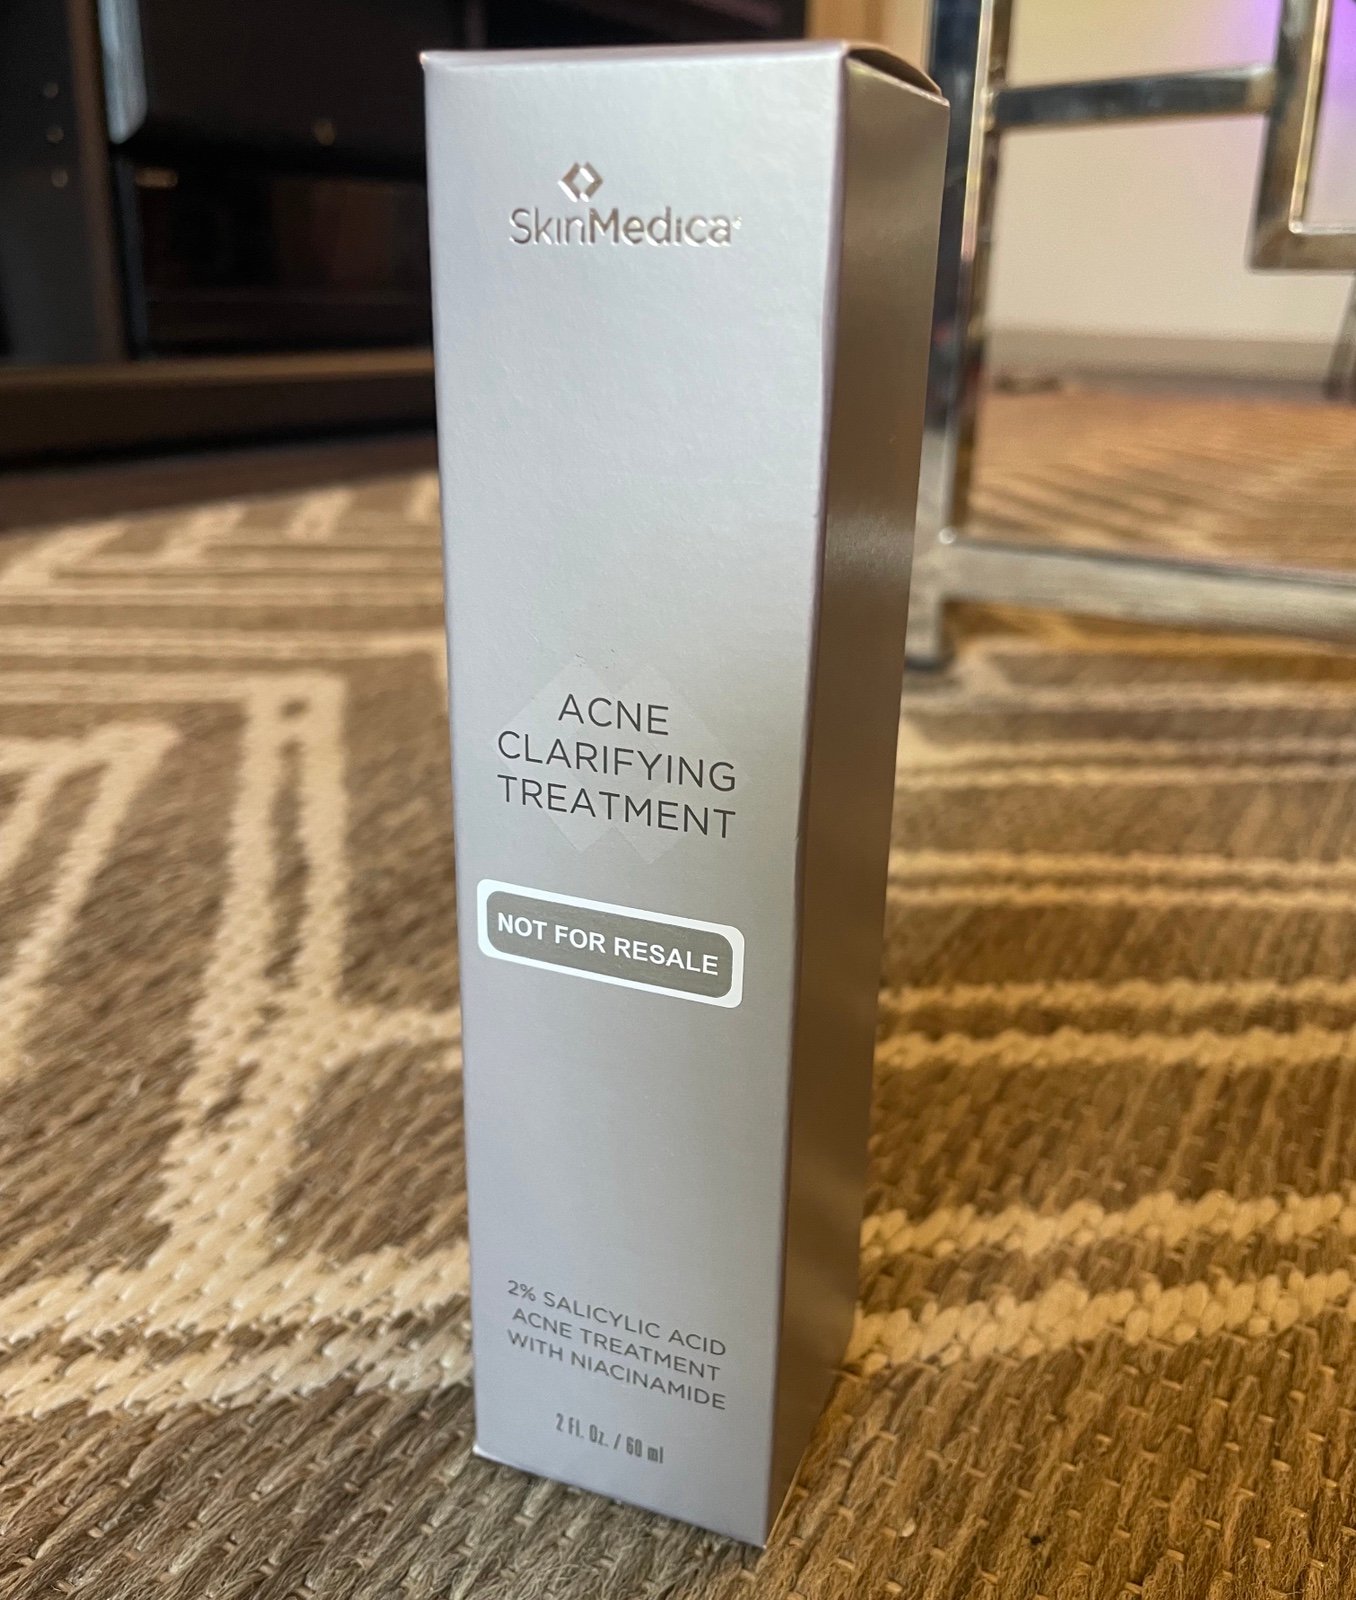 SkinMedica
ACNE
CLARIFYING
TREATMENT
NOT FOR RESALE
2% SALICYLIC ACID
ACNE TREATMENT
WITH NIACINAMIDE
2 Fl. Oz. / 60 ml